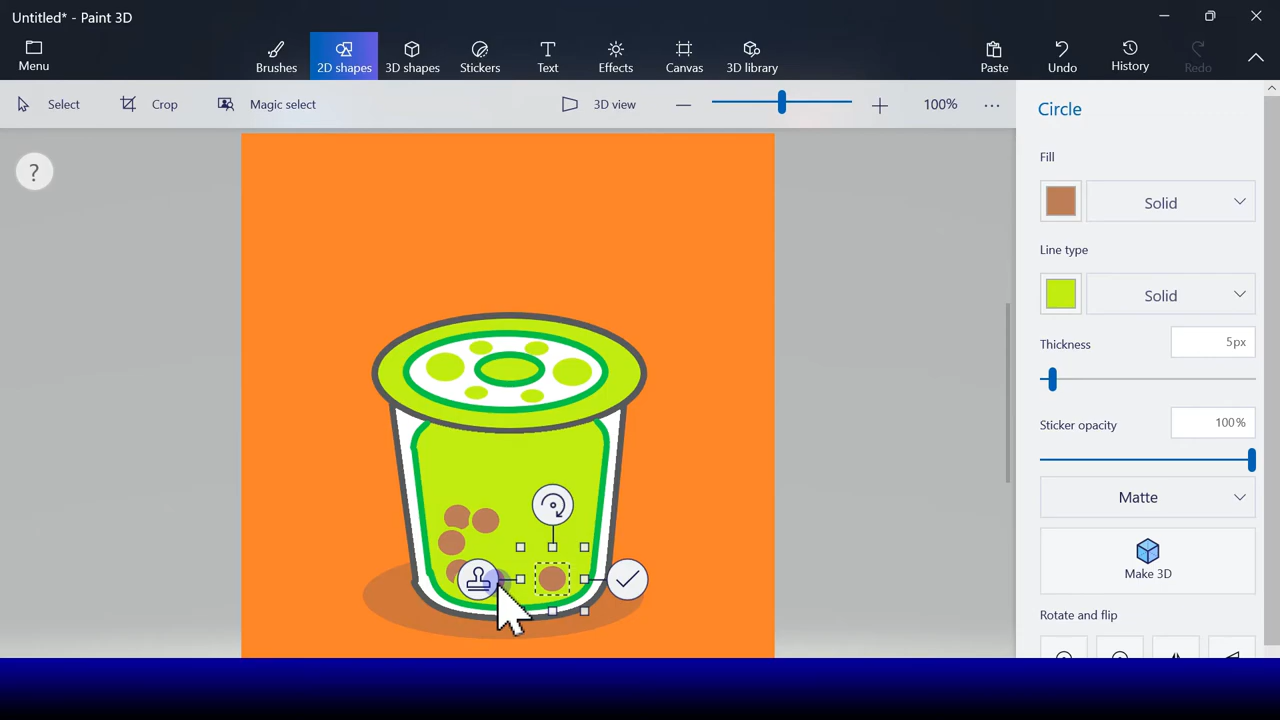 Untitled* - Paint 3D
Menu
Brushes
2D shapes
3D shapes
Stickers
Text
Effects
Canvas
3D library
Paste
Undo
History
Redo
Select
Crop
Magic select
3D view
100%
?
Circle
Fill
Solid
Line type
Solid
Thickness
5px
Sticker opacity
100%
Matte
Make 3D
Rotate and flip